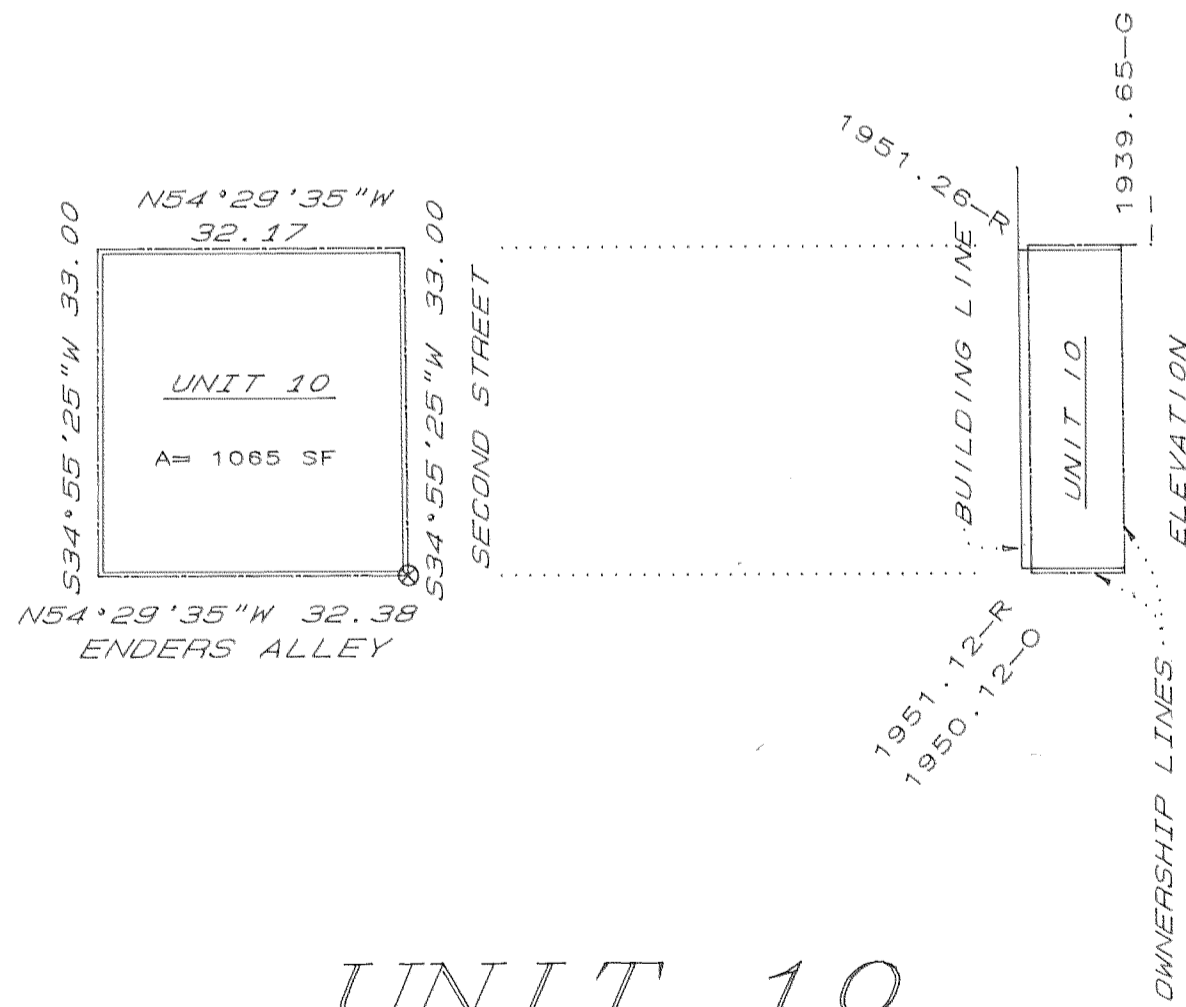 N54°29'35"W
32.17
S34°55'25"W 33.00
UNIT 10
A= 1065 SF
S34°55'25"W 33.00
SECOND STREET
N54°29'35"W 32.38
ENDERS ALLEY
1951.26-R
BUILDING LINE
1939.65-G
UNIT 10
ELEVATION
1951.12-R
1950.12-O
OWNERSHIP LINES
UNIT 10